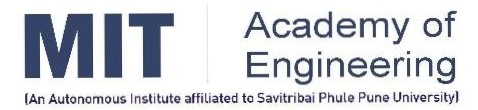 MIT
Academy of
Engineering
(An Autonomous Institute affiliated to Savitribai Phule Pune University)